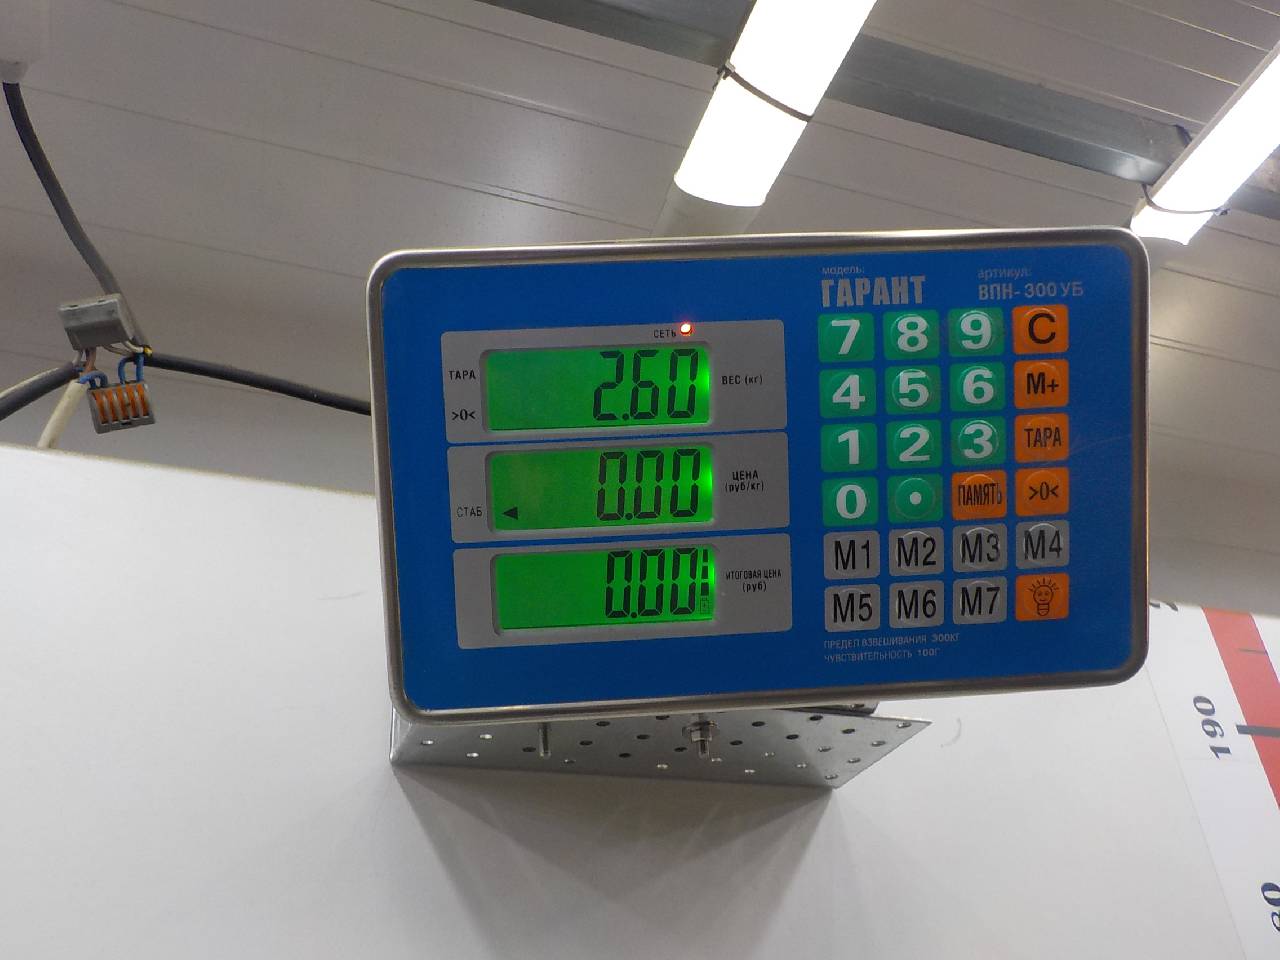 модель:
ГАРАНТ
артикул:
ВПН-300УБ
СЕТЬ
ТАРА
>0<
2.60
ВЕС (кг)
СТАБ
0.00
ЦЕНА
(руб/кг)
0.00
ИТОГОВАЯ ЦЕНА
(руб)
7 8 9 C
4 5 6 M+
1 2 3 ТАРА
0 . ПАМЯТЬ >0<
M1 M2 M3 M4
M5 M6 M7
ПРЕДЕЛ ВЗВЕШИВАНИЯ 300КГ
ЧУВСТВИТЕЛЬНОСТЬ 100Г
190